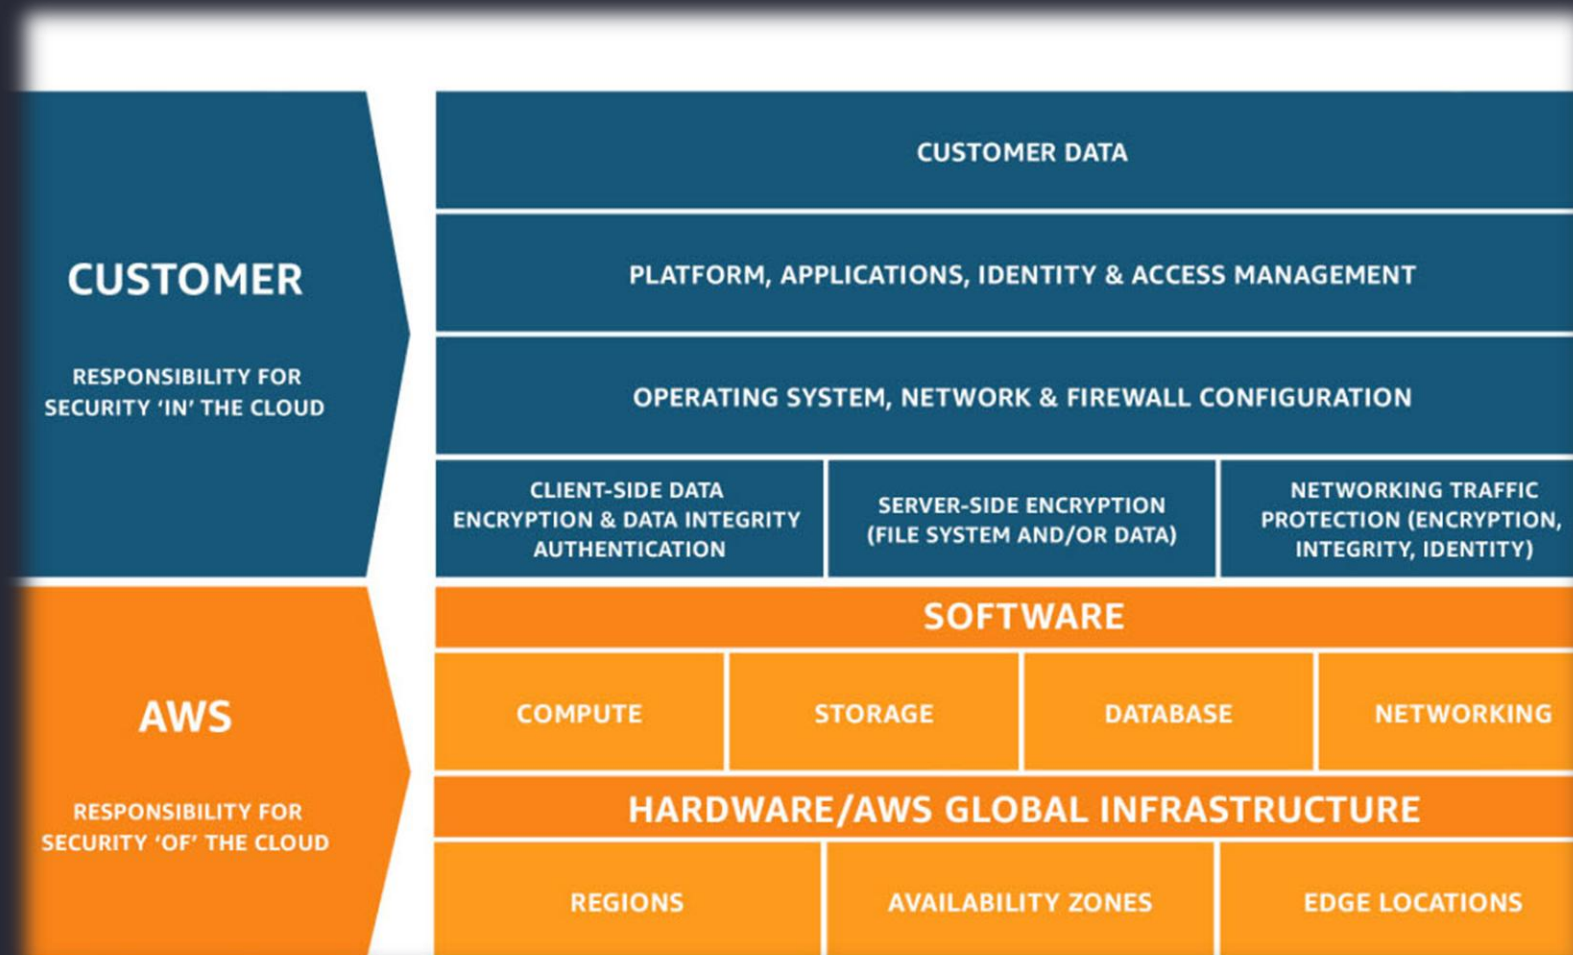 CUSTOMER
RESPONSIBILITY FOR
SECURITY ‘IN’ THE CLOUD
CUSTOMER DATA
PLATFORM, APPLICATIONS, IDENTITY & ACCESS MANAGEMENT
OPERATING SYSTEM, NETWORK & FIREWALL CONFIGURATION
CLIENT-SIDE DATA
ENCRYPTION & DATA INTEGRITY
AUTHENTICATION
SERVER-SIDE ENCRYPTION
(FILE SYSTEM AND/OR DATA)
NETWORKING TRAFFIC
PROTECTION (ENCRYPTION,
INTEGRITY, IDENTITY)
AWS
RESPONSIBILITY FOR
SECURITY ‘OF’ THE CLOUD
SOFTWARE
COMPUTE
STORAGE
DATABASE
NETWORKING
HARDWARE/AWS GLOBAL INFRASTRUCTURE
REGIONS
AVAILABILITY ZONES
EDGE LOCATIONS